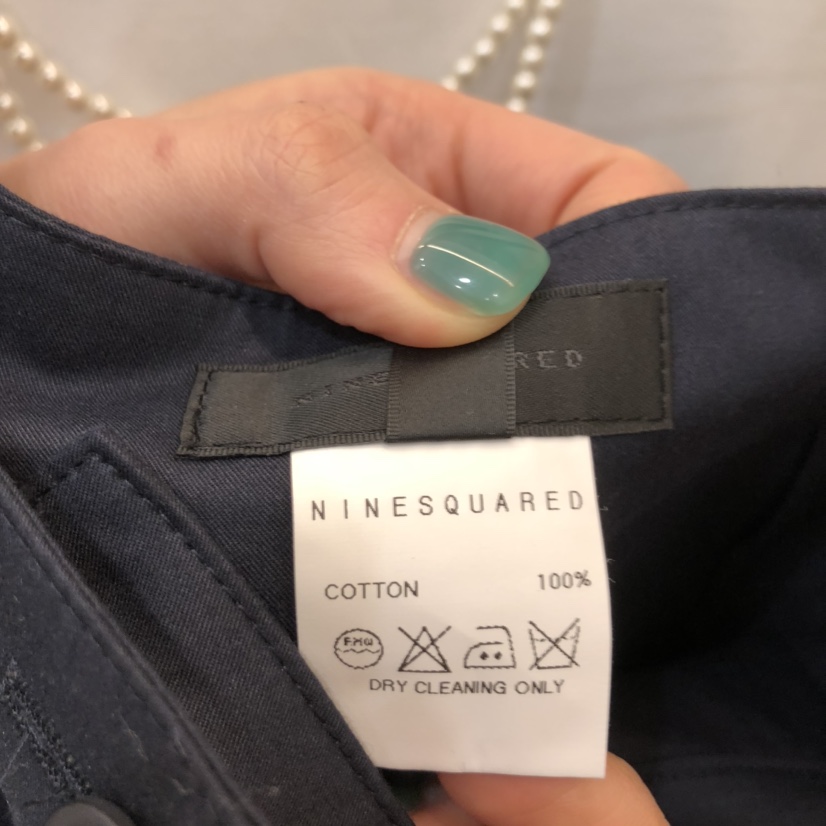 NINESQUARED
COTTON 100%
DRY CLEANING ONLY